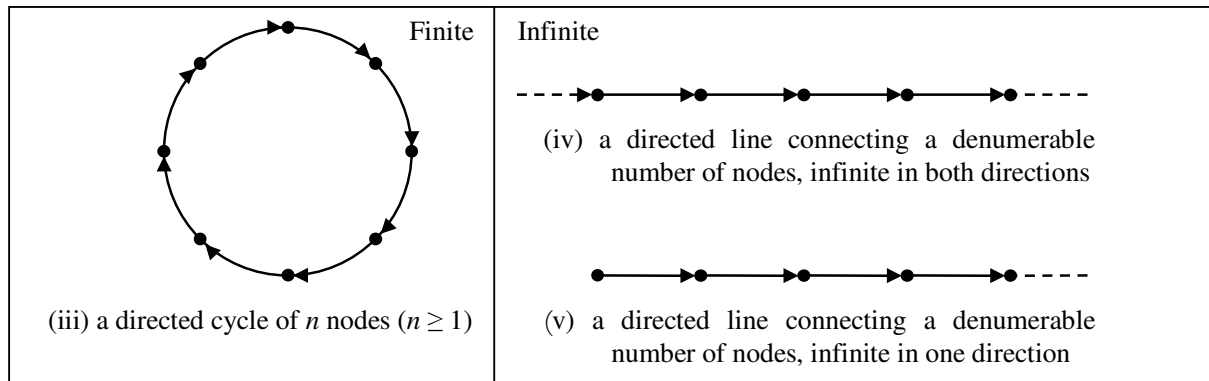 Finite
(iii) a directed cycle of n nodes (n ≥ 1)
Infinite
(iv) a directed line connecting a denumerable
number of nodes, infinite in both directions
(v) a directed line connecting a denumerable
number of nodes, infinite in one direction